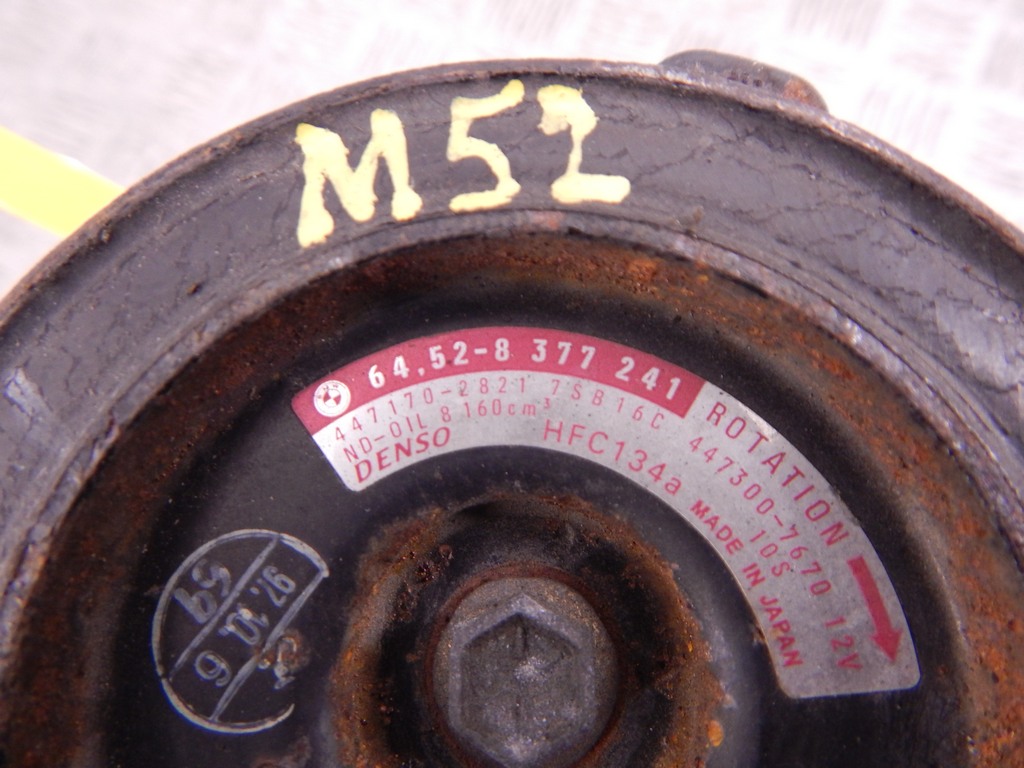 M52
64.52-8 377 241
ROTATION
447170-2821 7SB16C 447300-7670 12V
ND-OIL 8 160cm³
10S
DENSO
HFC134a
MADE IN JAPAN
59
97.10.6